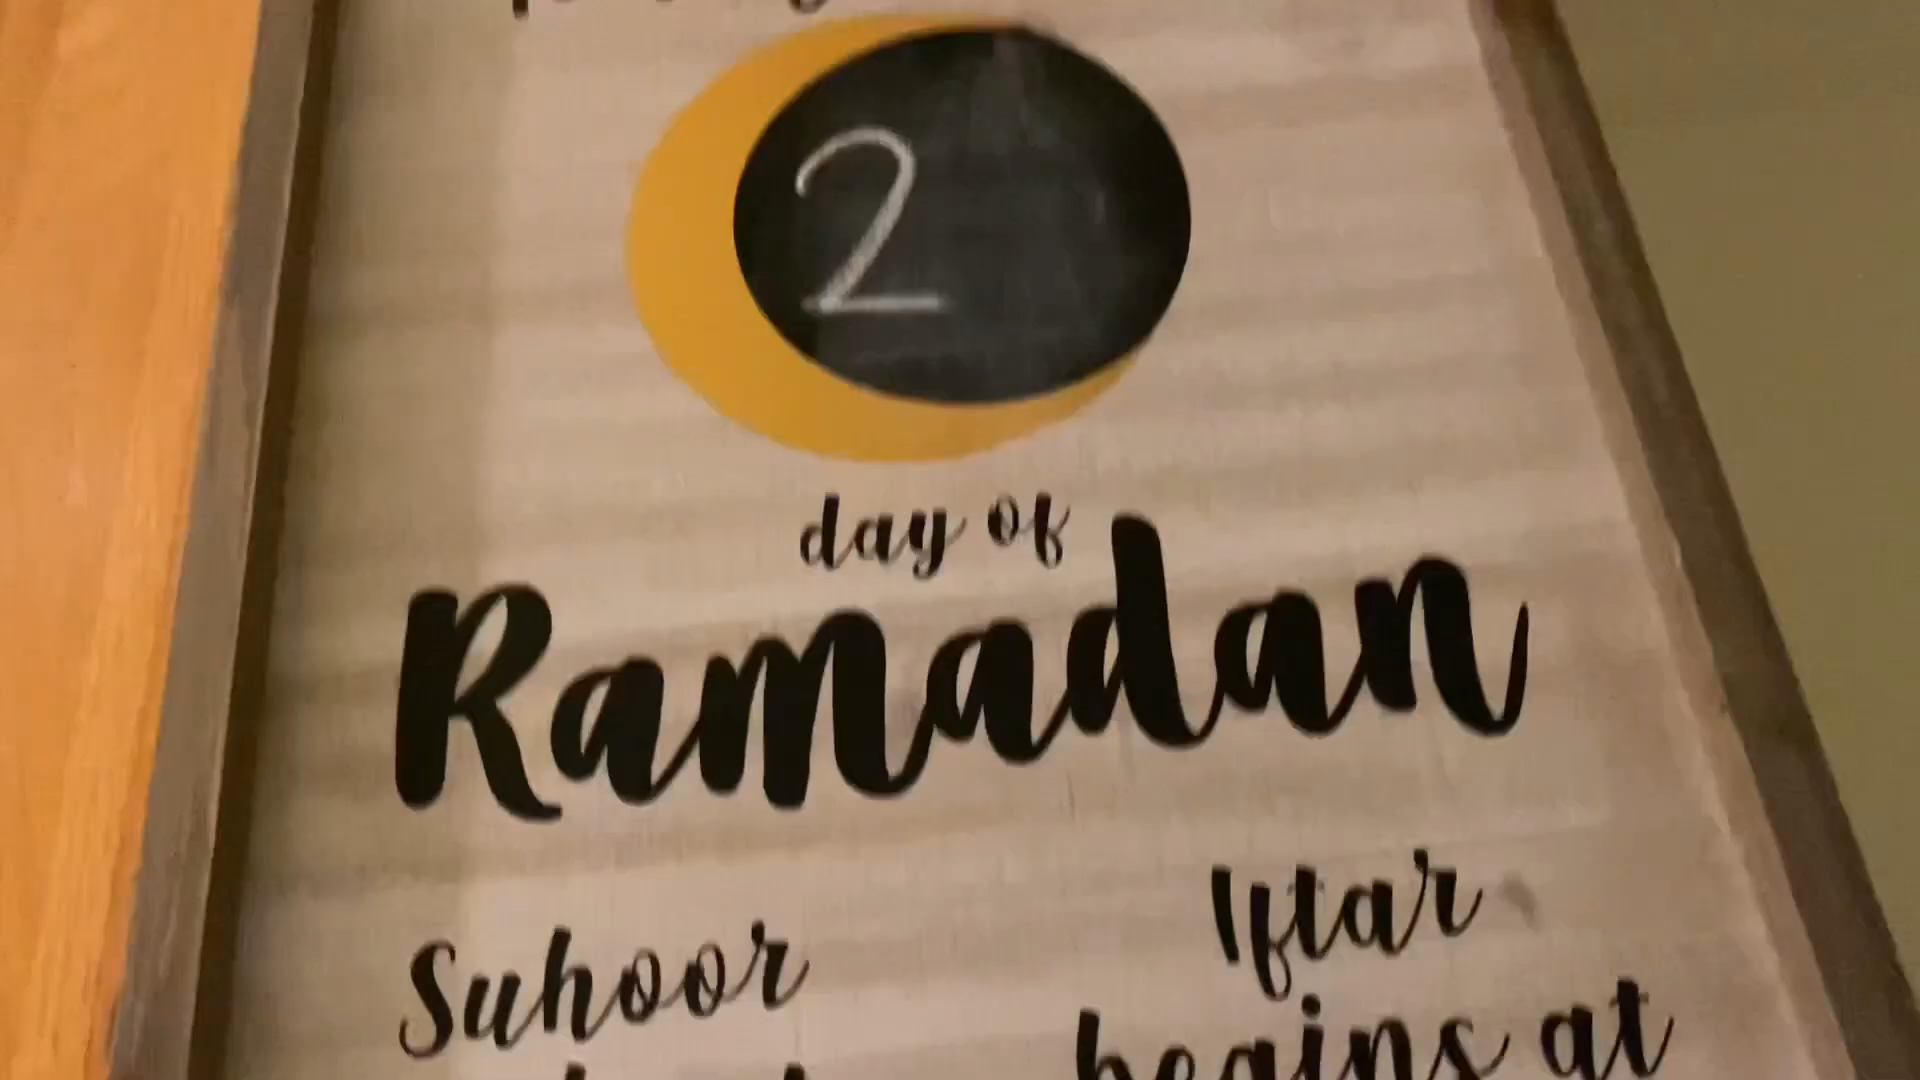 2
day of
Ramadan
Suhoor
Iftar
begins at